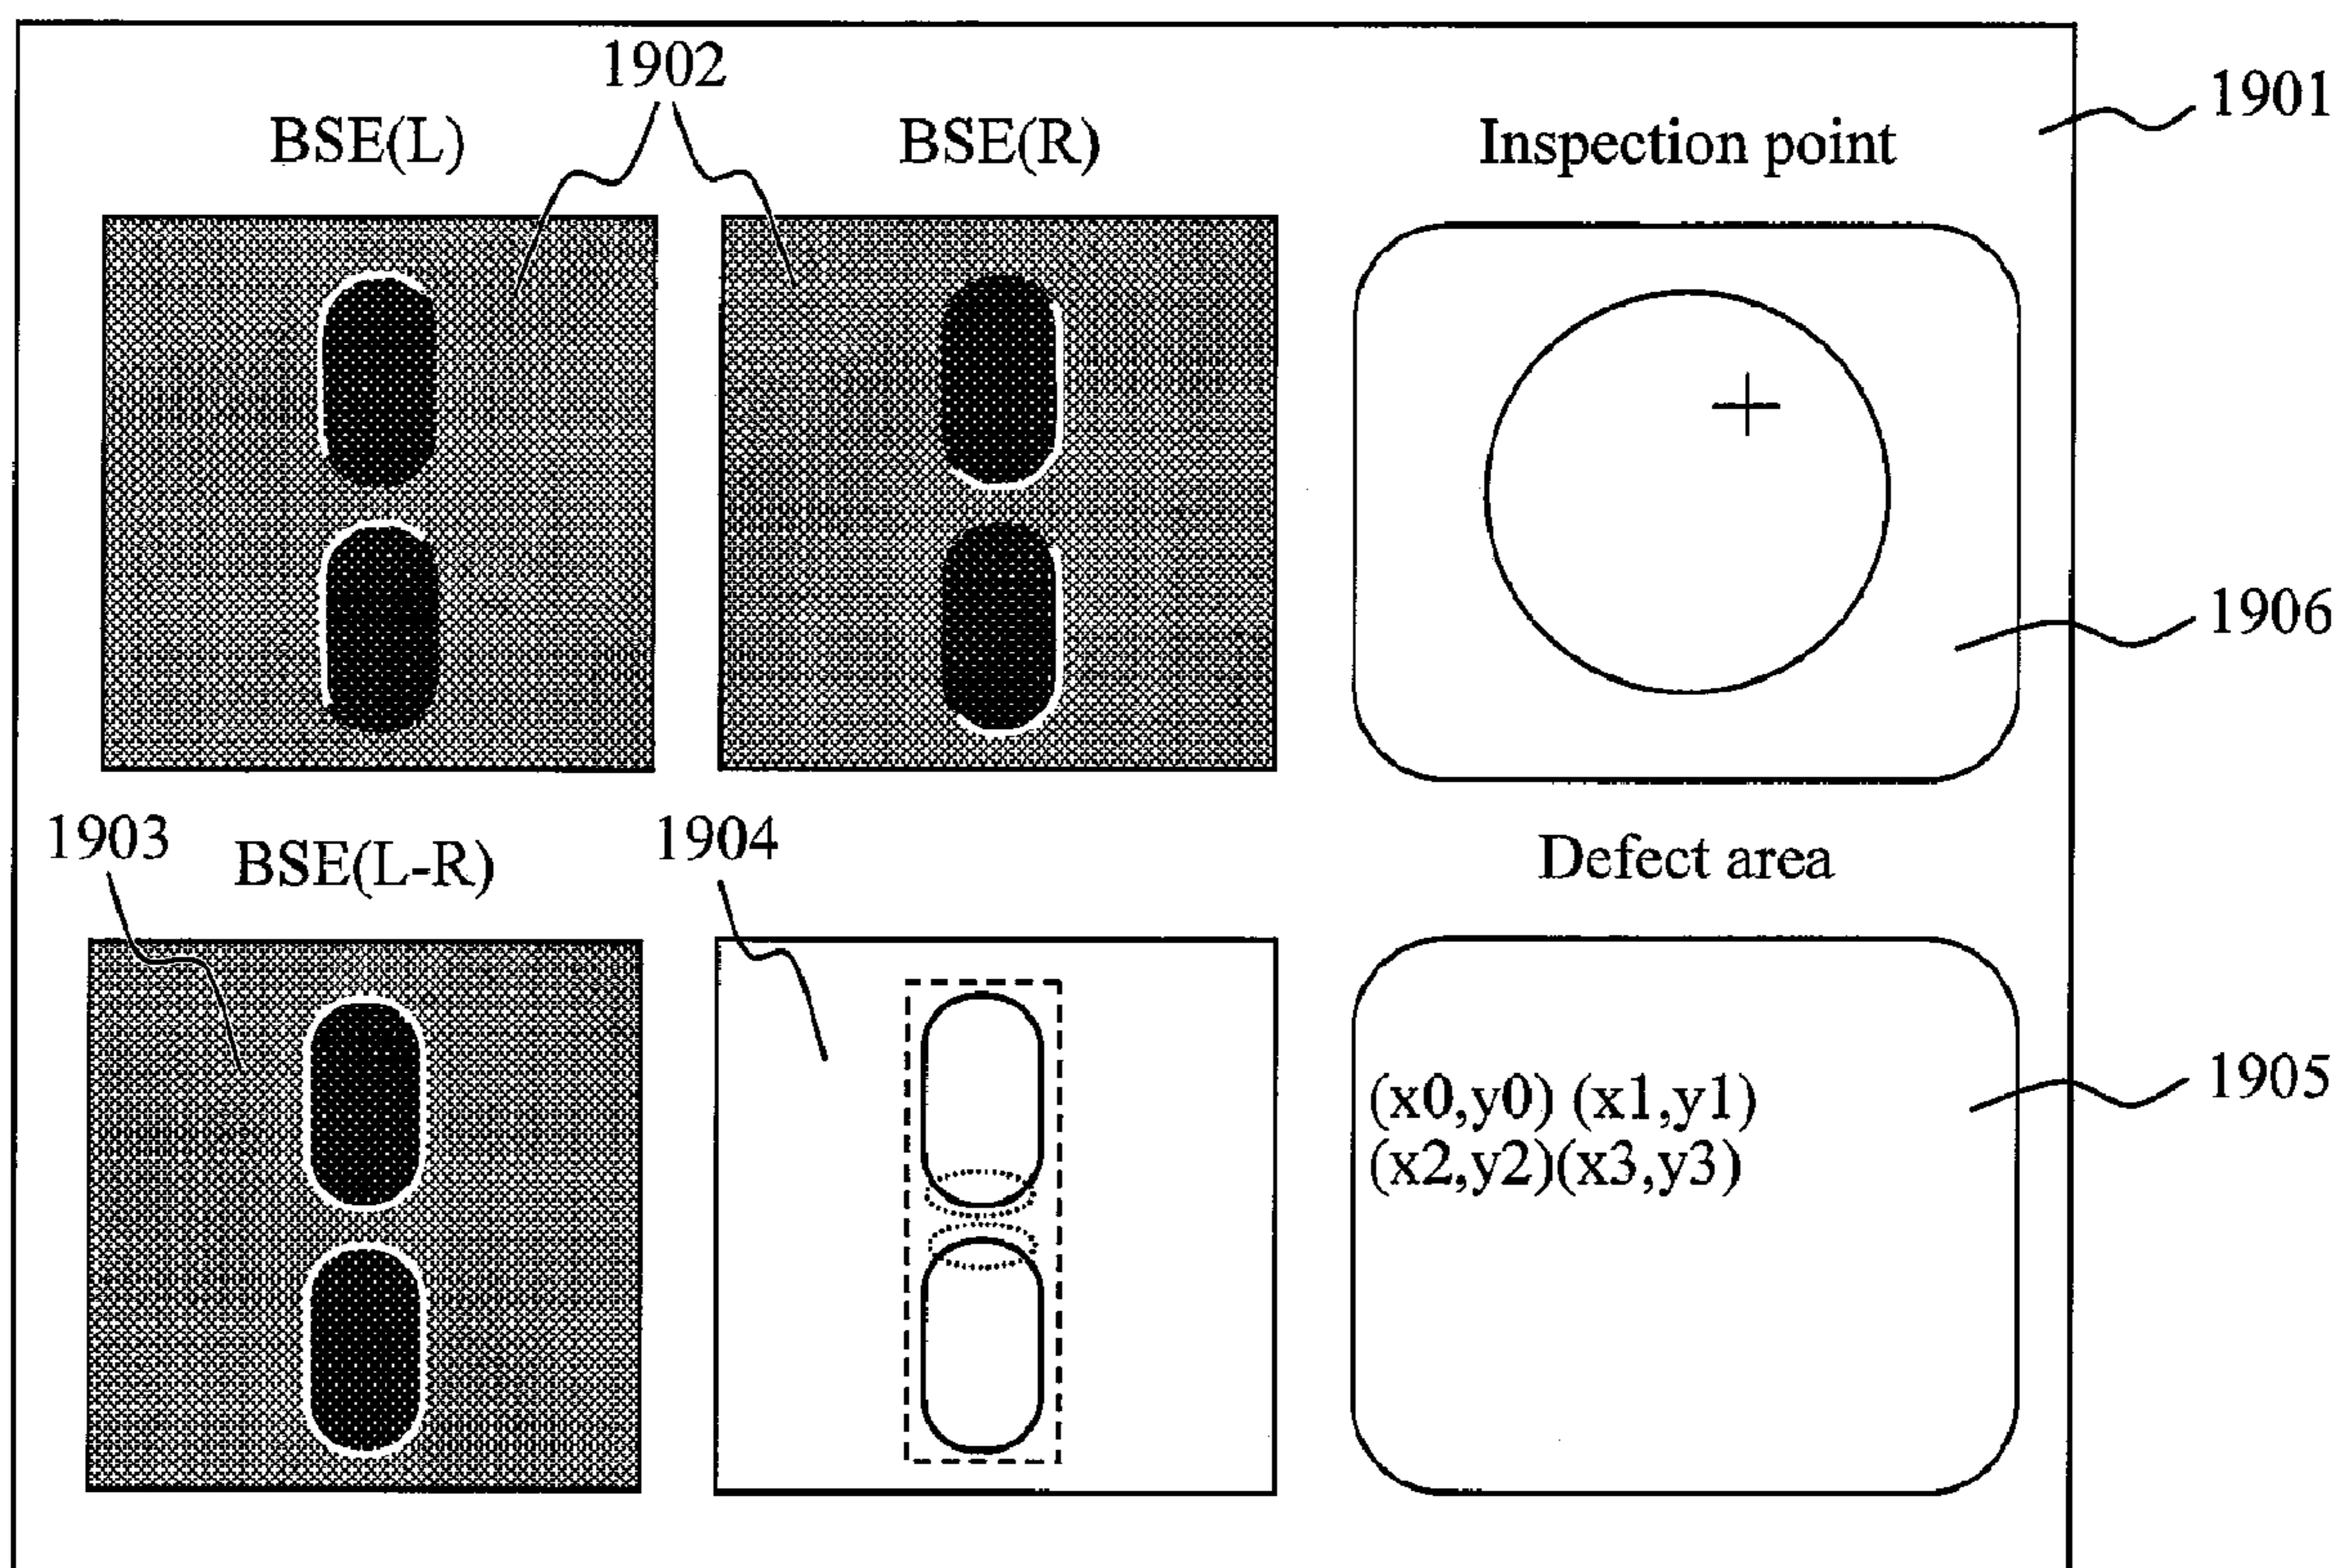 1902
1901
BSE(L)
BSE(R)
Inspection point
1906
1903
BSE(L-R)
1904
Defect area
(x0,y0) (x1,y1)
(x2,y2)(x3,y3)
1905